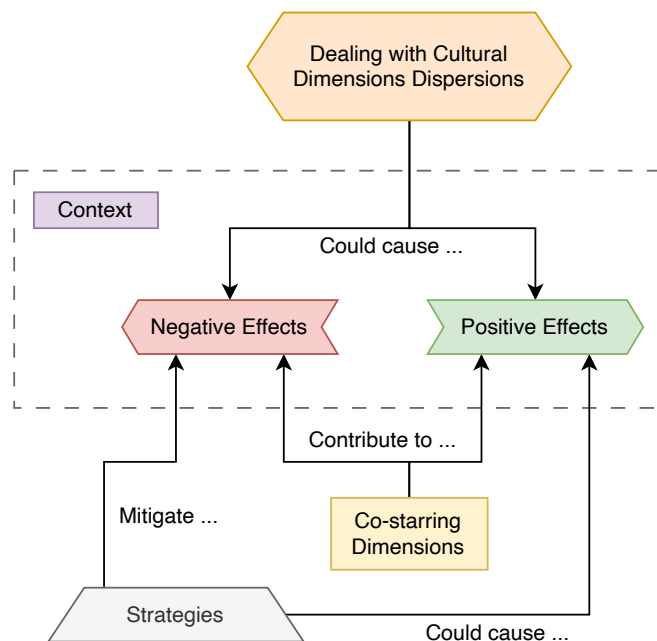 Dealing with Cultural
Dimensions Dispersions
Context
Could cause ...
Negative Effects
Positive Effects
Contribute to ...
Mitigate ...
Co-starring
Dimensions
Strategies
Could cause ...